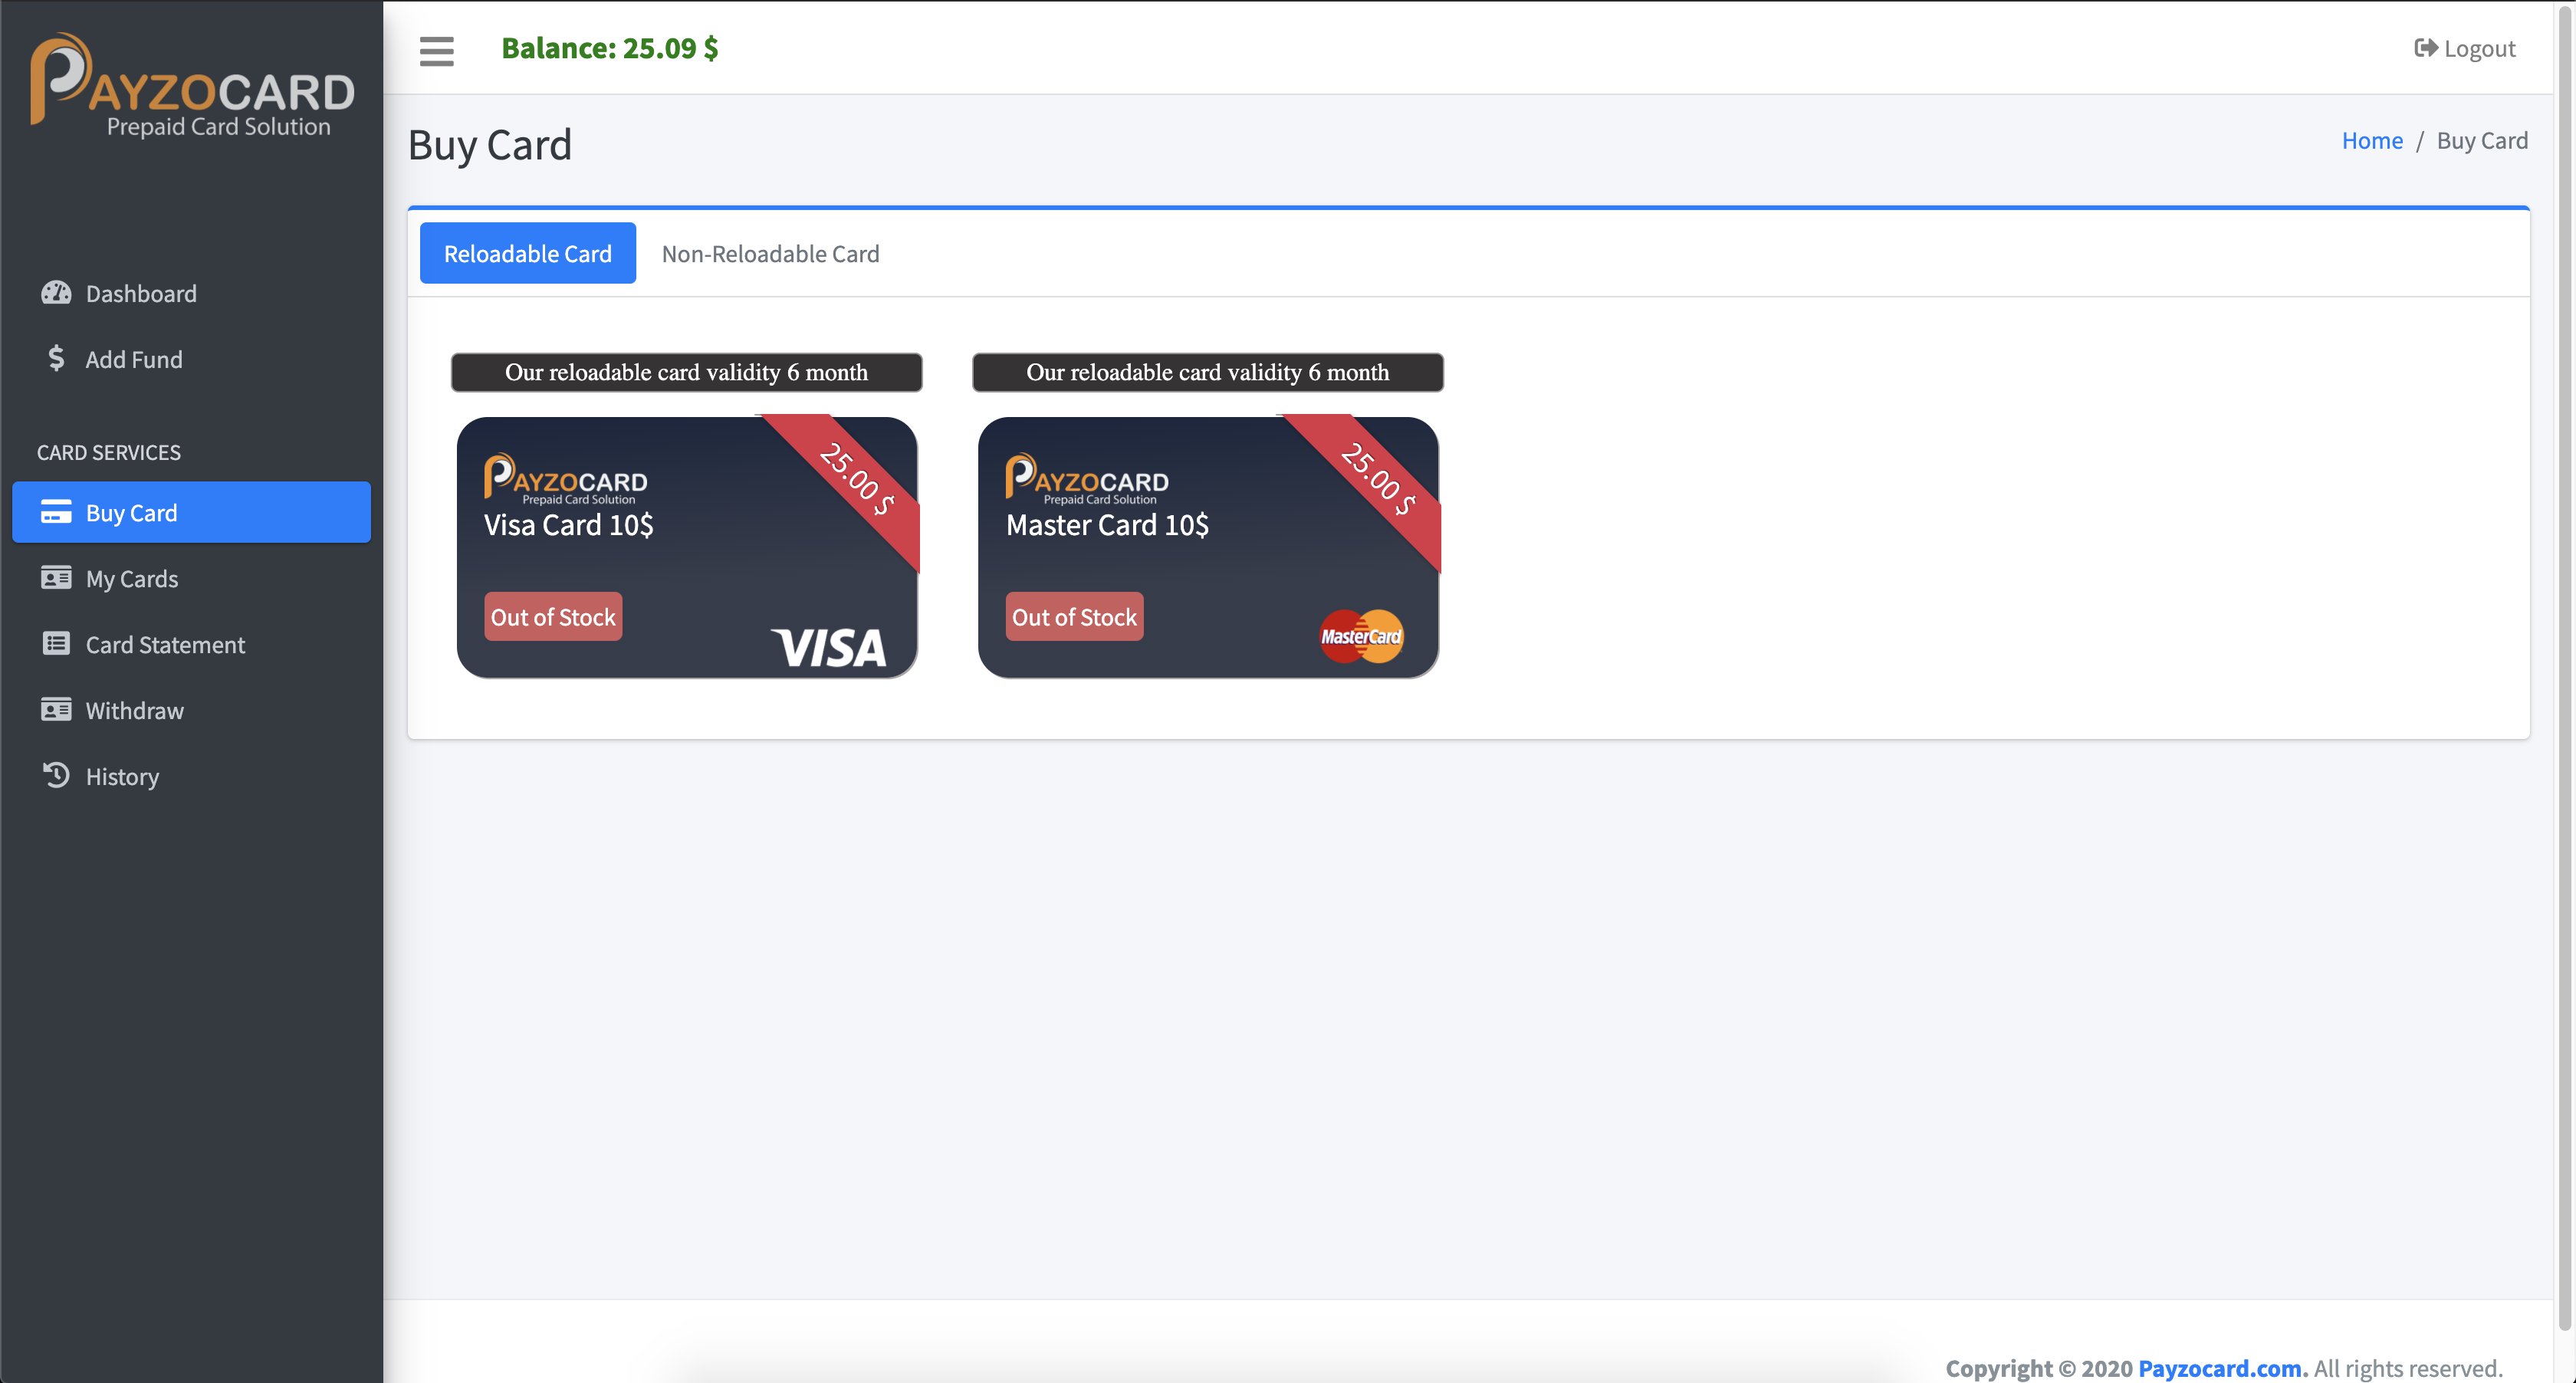 PAYZOCARD
Prepaid Card Solution
Balance: 25.09 $
Logout
Buy Card
Home / Buy Card
Dashboard
Add Fund
CARD SERVICES
Buy Card
My Cards
Card Statement
Withdraw
History
Reloadable Card
Non-Reloadable Card
Our reloadable card validity 6 month
PAYZOCARD
Prepaid Card Solution
Visa Card 10$
25.00 $
Out of Stock
VISA
Our reloadable card validity 6 month
PAYZOCARD
Prepaid Card Solution
Master Card 10$
25.00 $
Out of Stock
MasterCard
Copyright © 2020 Payzocard.com. All rights reserved.